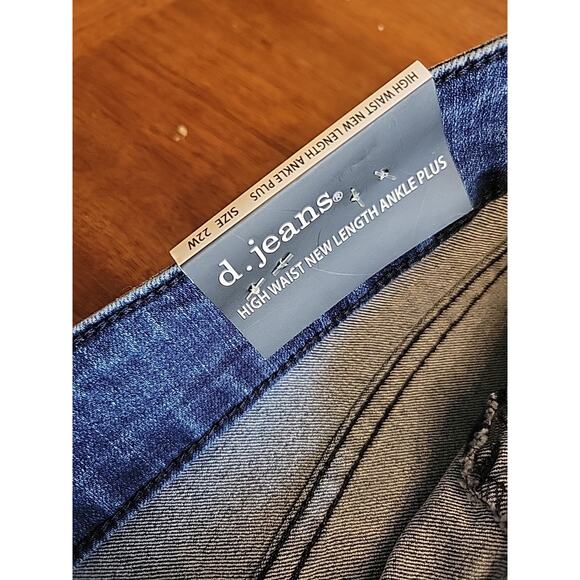 HIGH WAIST NEW LENGTH ANKLE PLUS SIZE 22W
d.jeans®
HIGH WAIST NEW LENGTH ANKLE PLUS